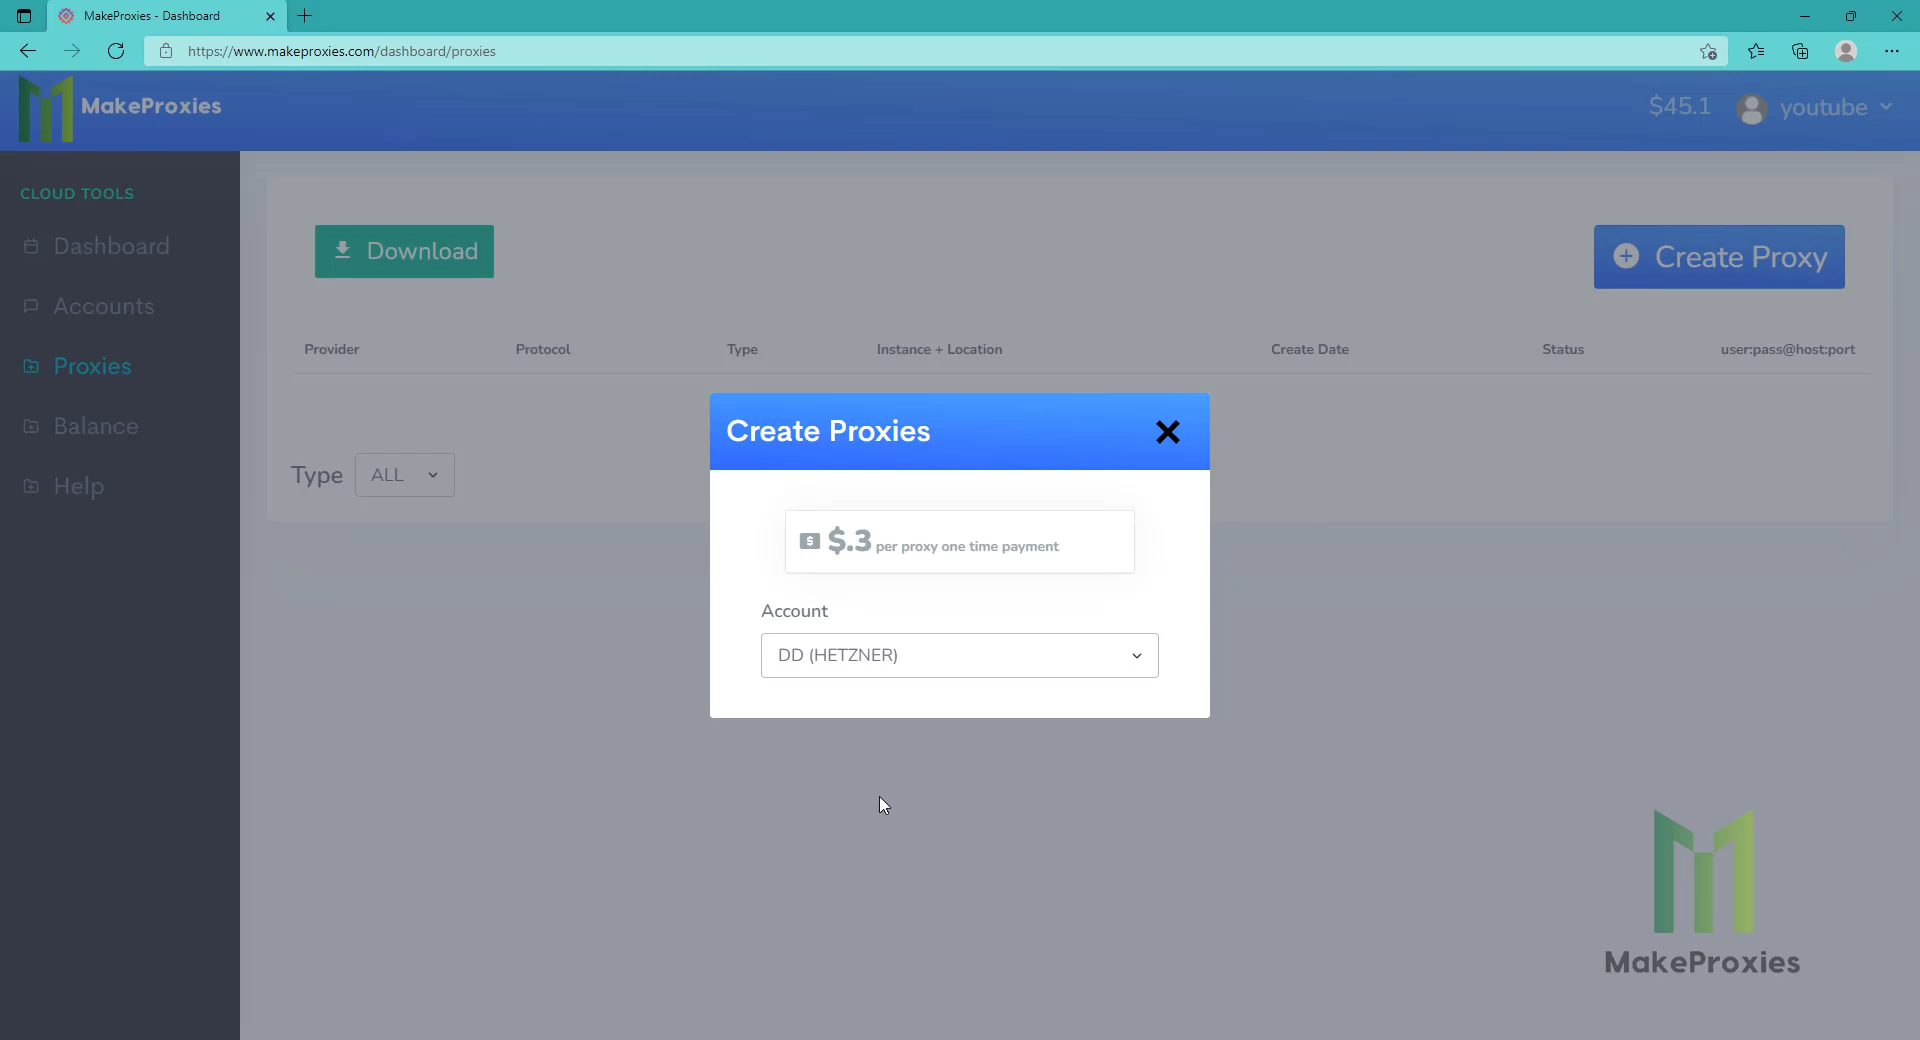 MakeProxies - Dashboard
https://www.makeproxies.com/dashboard/proxies
MakeProxies
$45.1
youtube
CLOUD TOOLS
Dashboard
Accounts
Proxies
Balance
Help
Download
Create Proxy
Provider Protocol Type Instance + Location Create Date Status user:pass@host:port
Type ALL
Create Proxies
$.3 per proxy one time payment
Account
DD (HETZNER)
MakeProxies